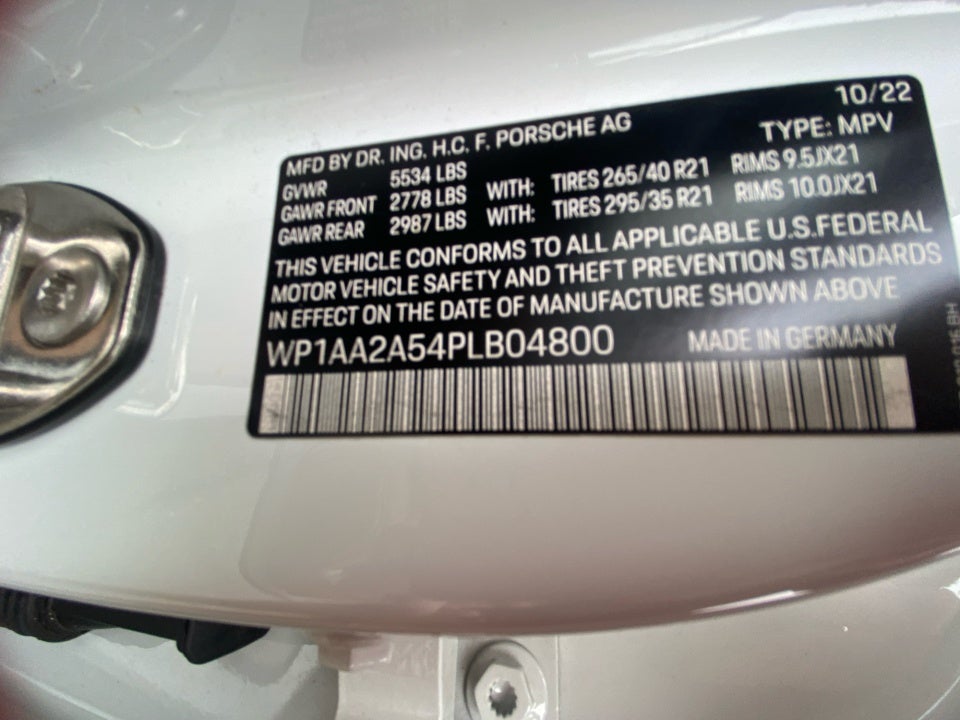 10/22
MFD BY DR. ING. H.C. F. PORSCHE AG TYPE: MPV
GVWR 5534 LBS
GAWR FRONT 2778 LBS WITH: TIRES 265/40 R21 RIMS 9.5JX21
GAWR REAR 2987 LBS WITH: TIRES 295/35 R21 RIMS 10.0JX21
THIS VEHICLE CONFORMS TO ALL APPLICABLE U.S.FEDERAL
MOTOR VEHICLE SAFETY AND THEFT PREVENTION STANDARDS
IN EFFECT ON THE DATE OF MANUFACTURE SHOWN ABOVE
WP1AA2A54PLB04800 MADE IN GERMANY